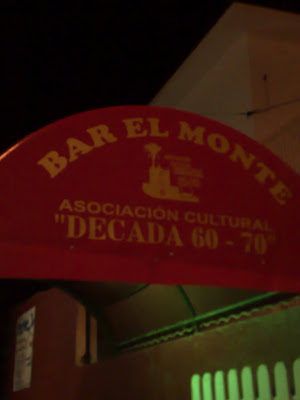 BAR EL MONTE
ASOCIACIÓN CULTURAL
"DECADA 60 - 70"